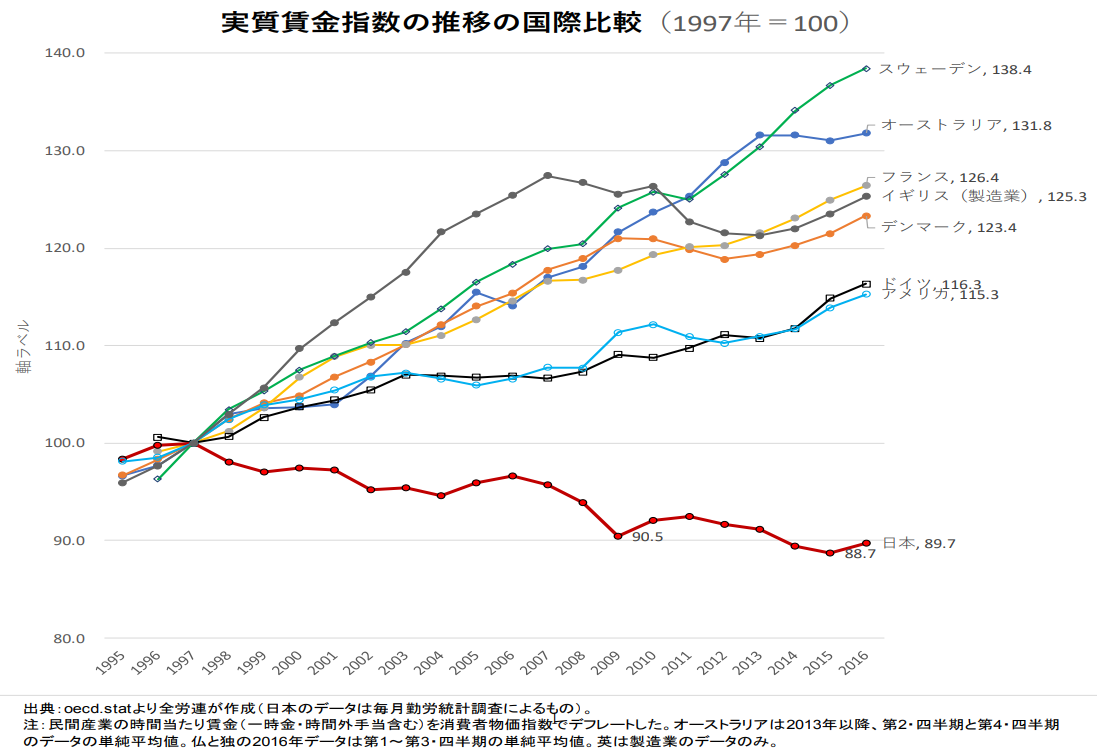 実質賃金指数の推移の国際比較（1997年＝100）
140.0
130.0
120.0
110.0
100.0
90.0
80.0
軸ラベル
スウェーデン, 138.4
オーストラリア, 131.8
フランス, 126.4
イギリス（製造業）, 125.3
デンマーク, 123.4
ドイツ, 116.3
アメリカ, 115.3
90.5
日本, 89.7
88.7
1995 1996 1997 1998 1999 2000 2001 2002 2003 2004 2005 2006 2007 2008 2009 2010 2011 2012 2013 2014 2015 2016
出典：oecd.statより全労連が作成（日本のデータは毎月勤労統計調査によるもの）。
注：民間産業の時間当たり賃金（一時金・時間外手当含む）を消費者物価指数でデフレートした。オーストラリアは2013年以降、第2・四半期と第4・四半期
のデータの単純平均値。仏と独の2016年データは第1～第3・四半期の単純平均値。英は製造業のデータのみ。